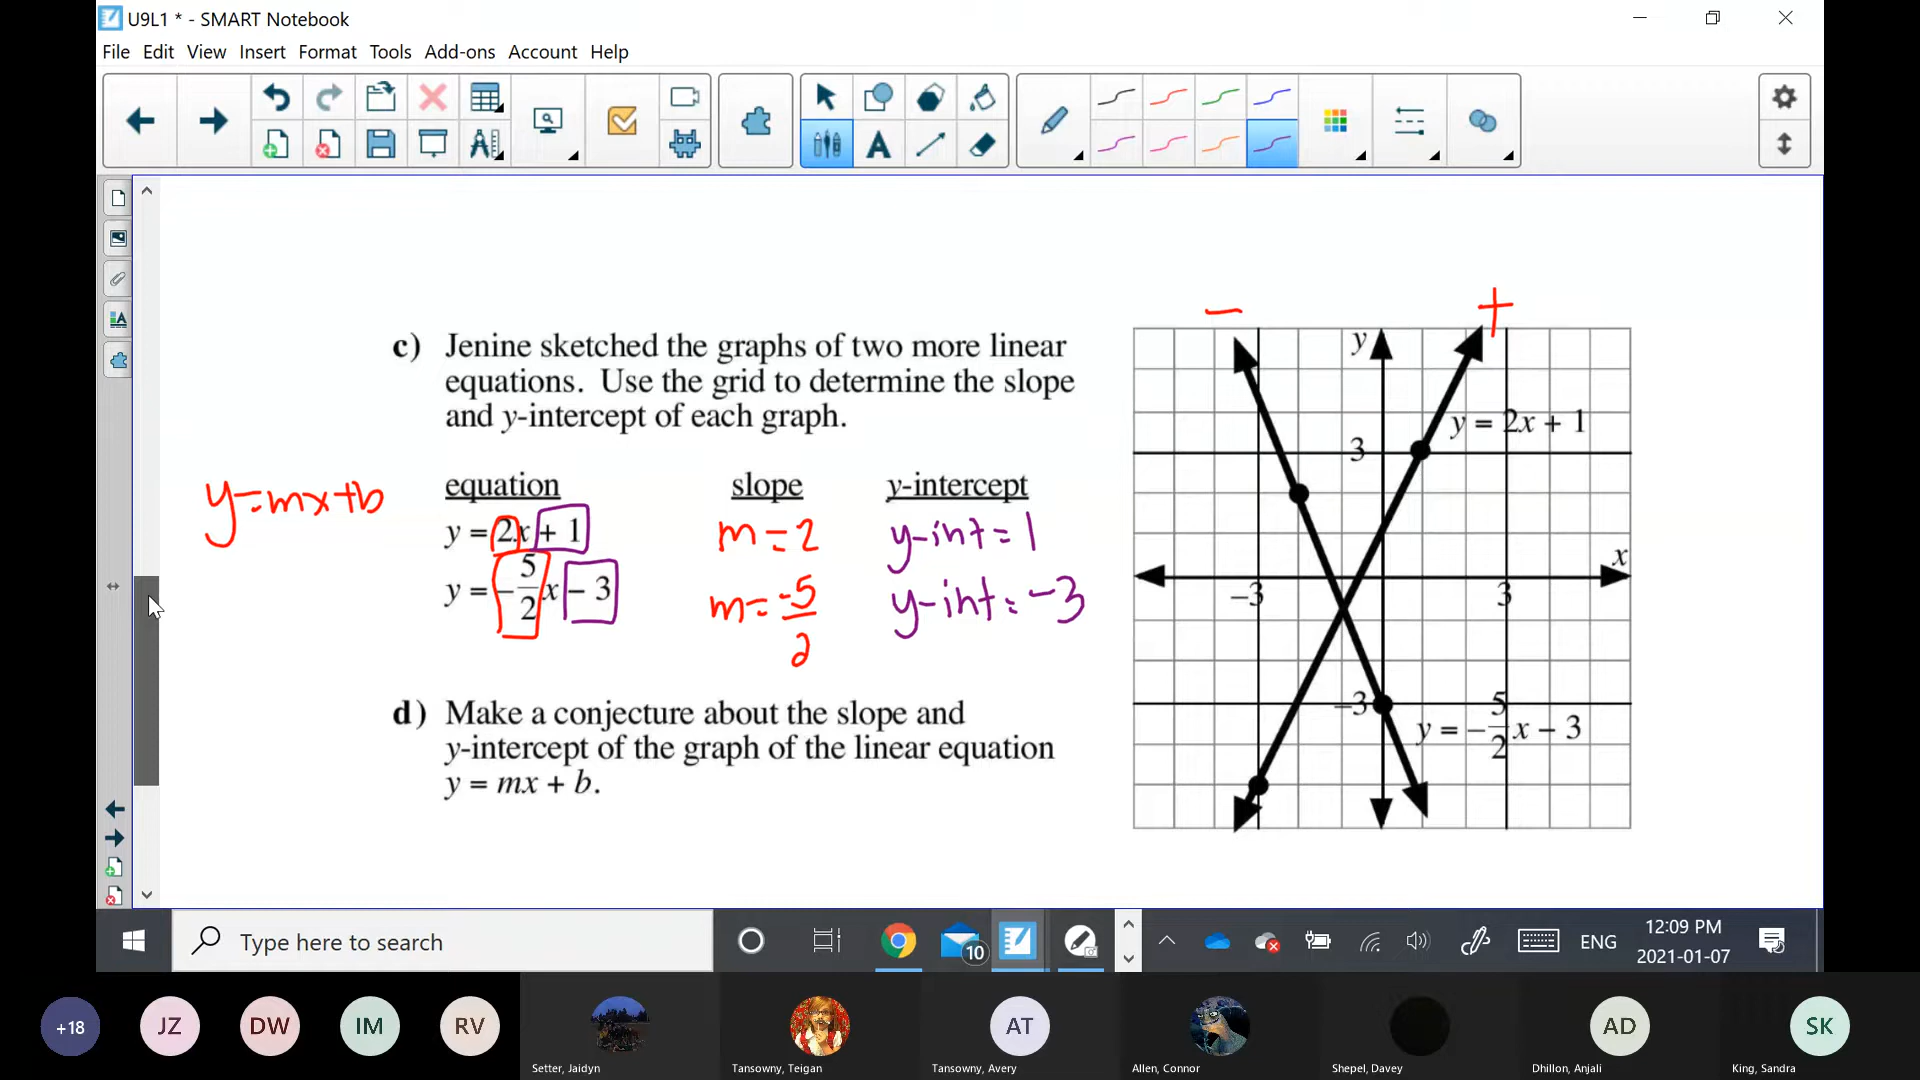 U9L1 * - SMART Notebook
File Edit View Insert Format Tools Add-ons Account Help
c) Jenine sketched the graphs of two more linear
equations. Use the grid to determine the slope
and y-intercept of each graph.
y=mx+b
equation slope y-intercept
y = 2x + 1 m = 2 y-int = 1
y = -5/2 x - 3 m = -5/2 y-int = -3
d) Make a conjecture about the slope and
y-intercept of the graph of the linear equation
y = mx + b.
- +
y
y = 2x + 1
3
x
-3 3
-3
y = -5/2 x - 3
Type here to search
10
ENG
12:09 PM
2021-01-07
+18 JZ DW IM RV AT AD SK
Setter, Jaidyn Tansowny, Teigan Tansowny, Avery Allen, Connor Shepel, Davey Dhillon, Anjali King, Sandra